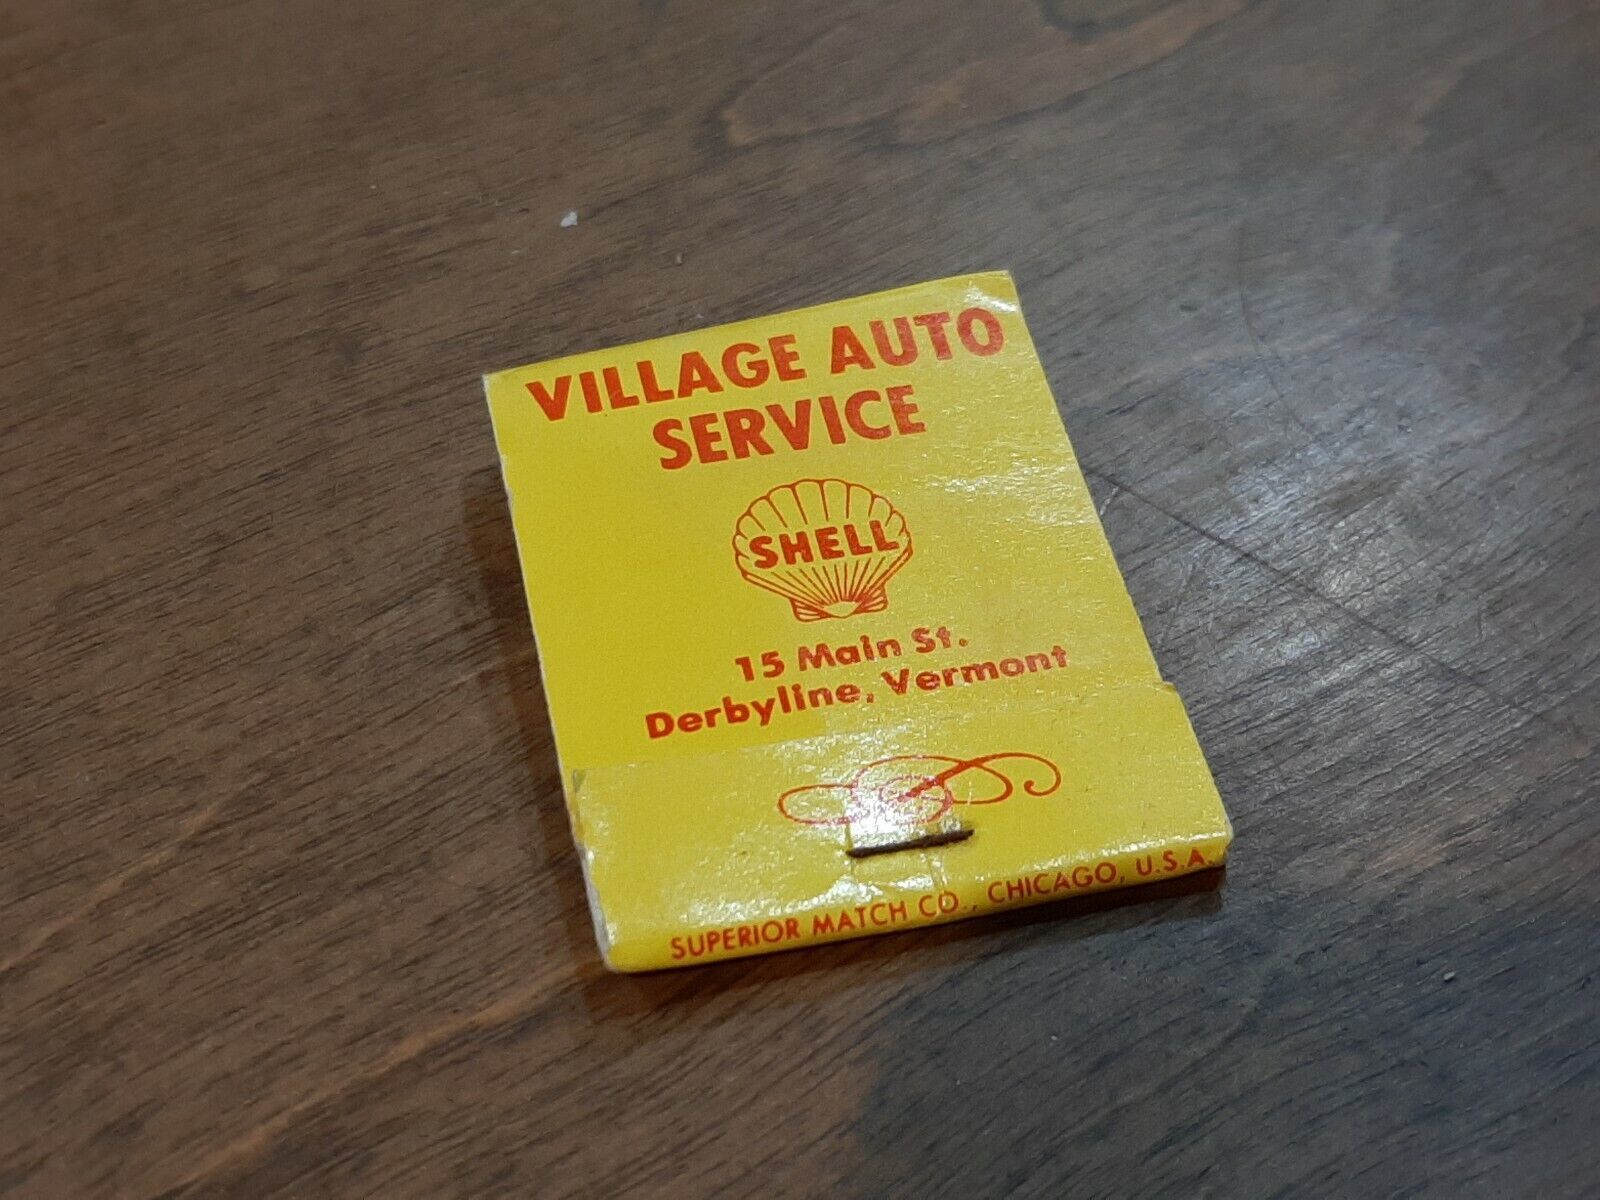 VILLAGE AUTO
SERVICE
SHELL
15 Main St.
Derbyline, Vermont
SUPERIOR MATCH CO., CHICAGO, U.S.A.